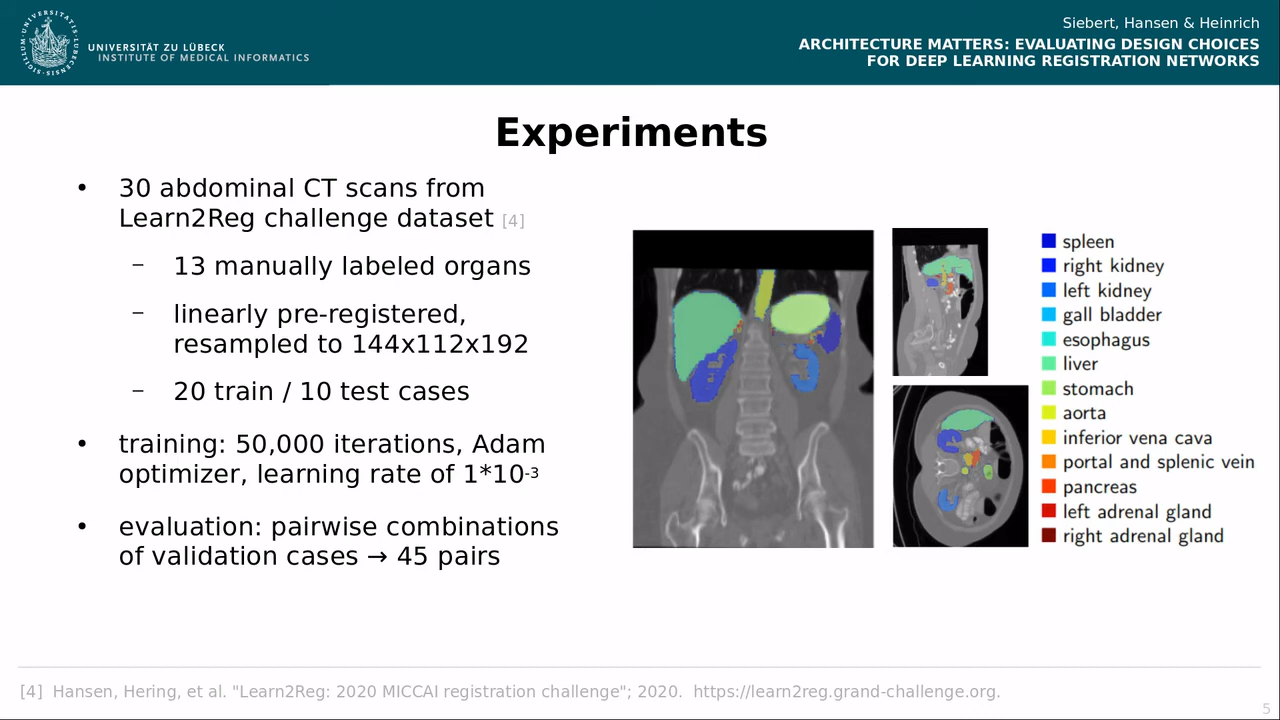 UNIVERSITÄT ZU LÜBECK
INSTITUTE OF MEDICAL INFORMATICS
Siebert, Hansen & Heinrich
ARCHITECTURE MATTERS: EVALUATING DESIGN CHOICES
FOR DEEP LEARNING REGISTRATION NETWORKS
Experiments
• 30 abdominal CT scans from
Learn2Reg challenge dataset [4]
– 13 manually labeled organs
– linearly pre-registered,
resampled to 144x112x192
– 20 train / 10 test cases
• training: 50,000 iterations, Adam
optimizer, learning rate of 1*10-3
• evaluation: pairwise combinations
of validation cases → 45 pairs
spleen
right kidney
left kidney
gall bladder
esophagus
liver
stomach
aorta
inferior vena cava
portal and splenic vein
pancreas
left adrenal gland
right adrenal gland
[4] Hansen, Hering, et al. "Learn2Reg: 2020 MICCAI registration challenge"; 2020. https://learn2reg.grand-challenge.org.
5